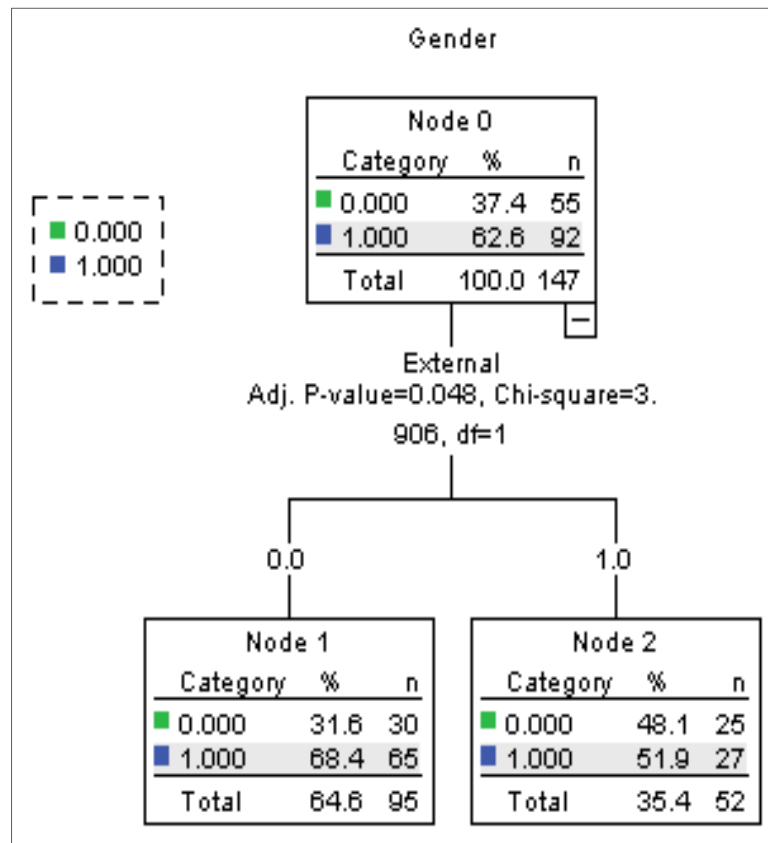 Gender
Node 0
Category % n
0.000 37.4 55
1.000 62.6 92
Total 100.0 147
0.000
1.000
External
Adj. P-value=0.048, Chi-square=3.
906, df=1
0.0 1.0
Node 1
Category % n
0.000 31.6 30
1.000 68.4 65
Total 64.6 95
Node 2
Category % n
0.000 48.1 25
1.000 51.9 27
Total 35.4 52